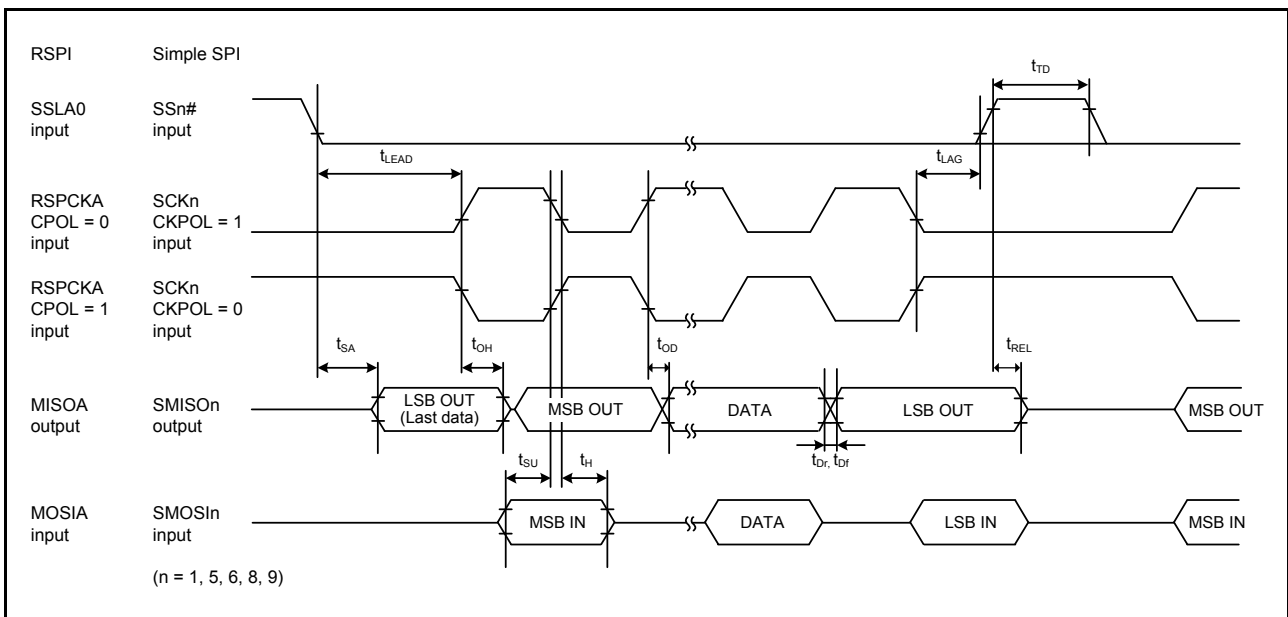 RSPI Simple SPI
tTD
SSLA0 SSn#
input input
tLEAD tLAG
RSPCKA SCKn
CPOL = 0 CKPOL = 1
input input
RSPCKA SCKn
CPOL = 1 CKPOL = 0
input input
tSA tOH tOD tREL
MISOA SMISOn
output output
LSB OUT
(Last data)
MSB OUT DATA LSB OUT MSB OUT
tSU tH tDr, tDf
MOSIA SMOSIn
input input
MSB IN DATA LSB IN MSB IN
(n = 1, 5, 6, 8, 9)